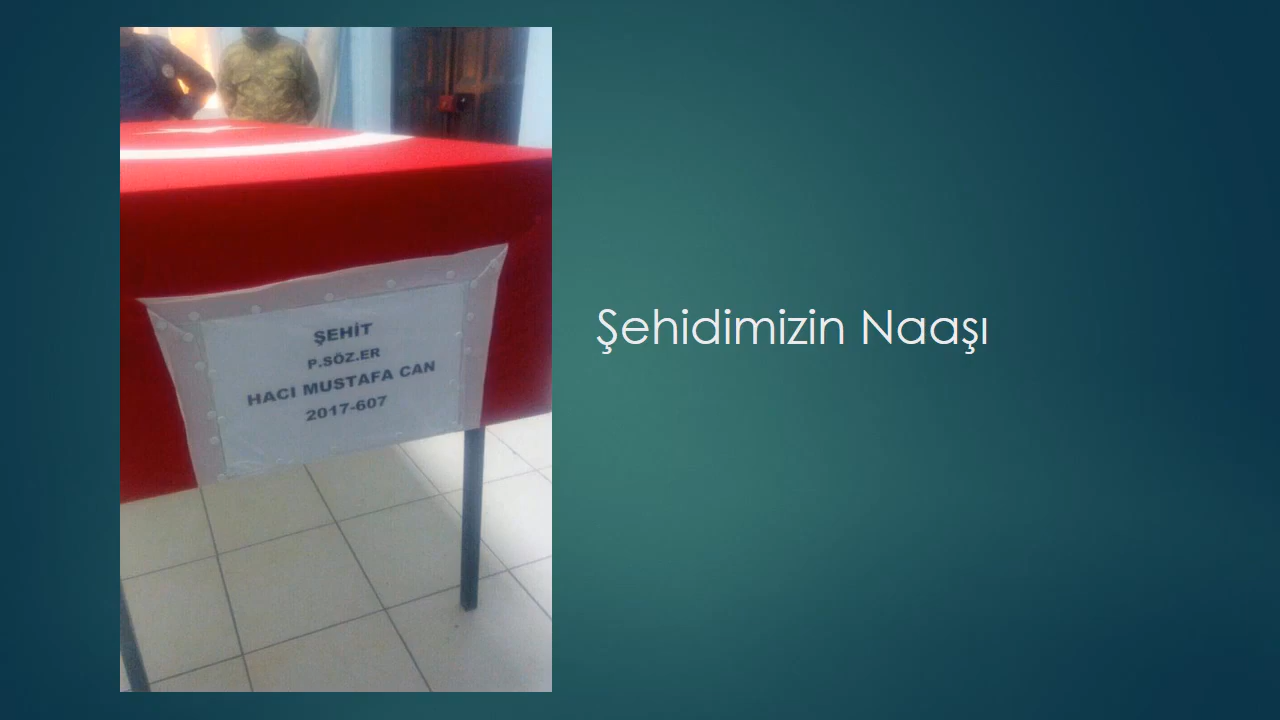 ŞEHİT
P.SÖZ.ER
HACI MUSTAFA CAN
2017-607
Şehidimizin Naaşı